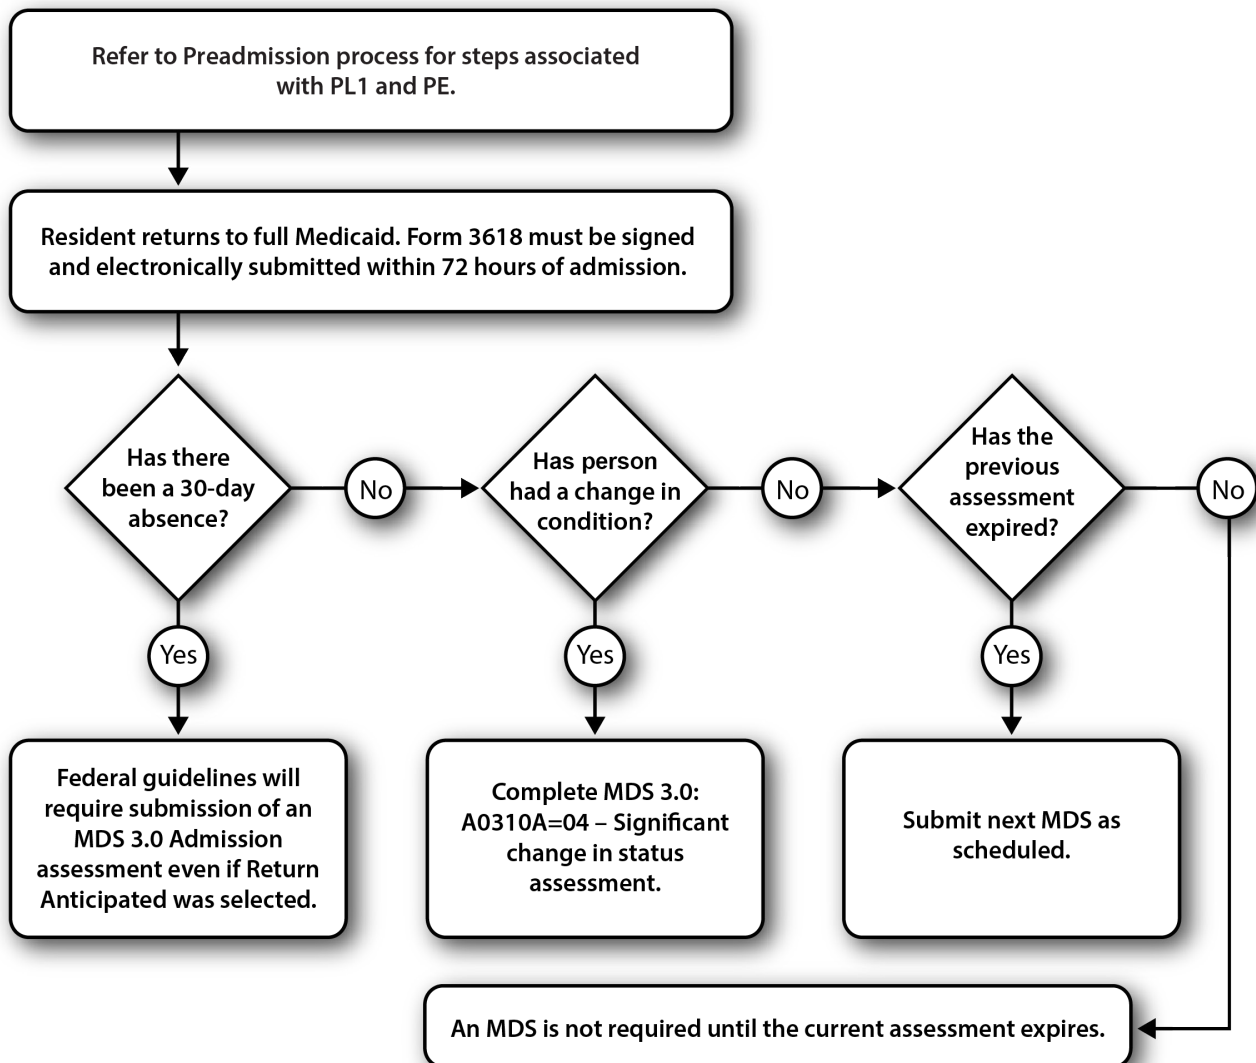 Refer to Preadmission process for steps associated
with PL1 and PE.
Resident returns to full Medicaid. Form 3618 must be signed
and electronically submitted within 72 hours of admission.
Has there
been a 30-day
absence?
No
Has person
had a change in
condition?
No
Has the
previous
assessment
expired?
No
Yes
Yes
Yes
Federal guidelines will
require submission of an
MDS 3.0 Admission
assessment even if Return
Anticipated was selected.
Complete MDS 3.0:
A0310A=04 – Significant
change in status
assessment.
Submit next MDS as
scheduled.
An MDS is not required until the current assessment expires.